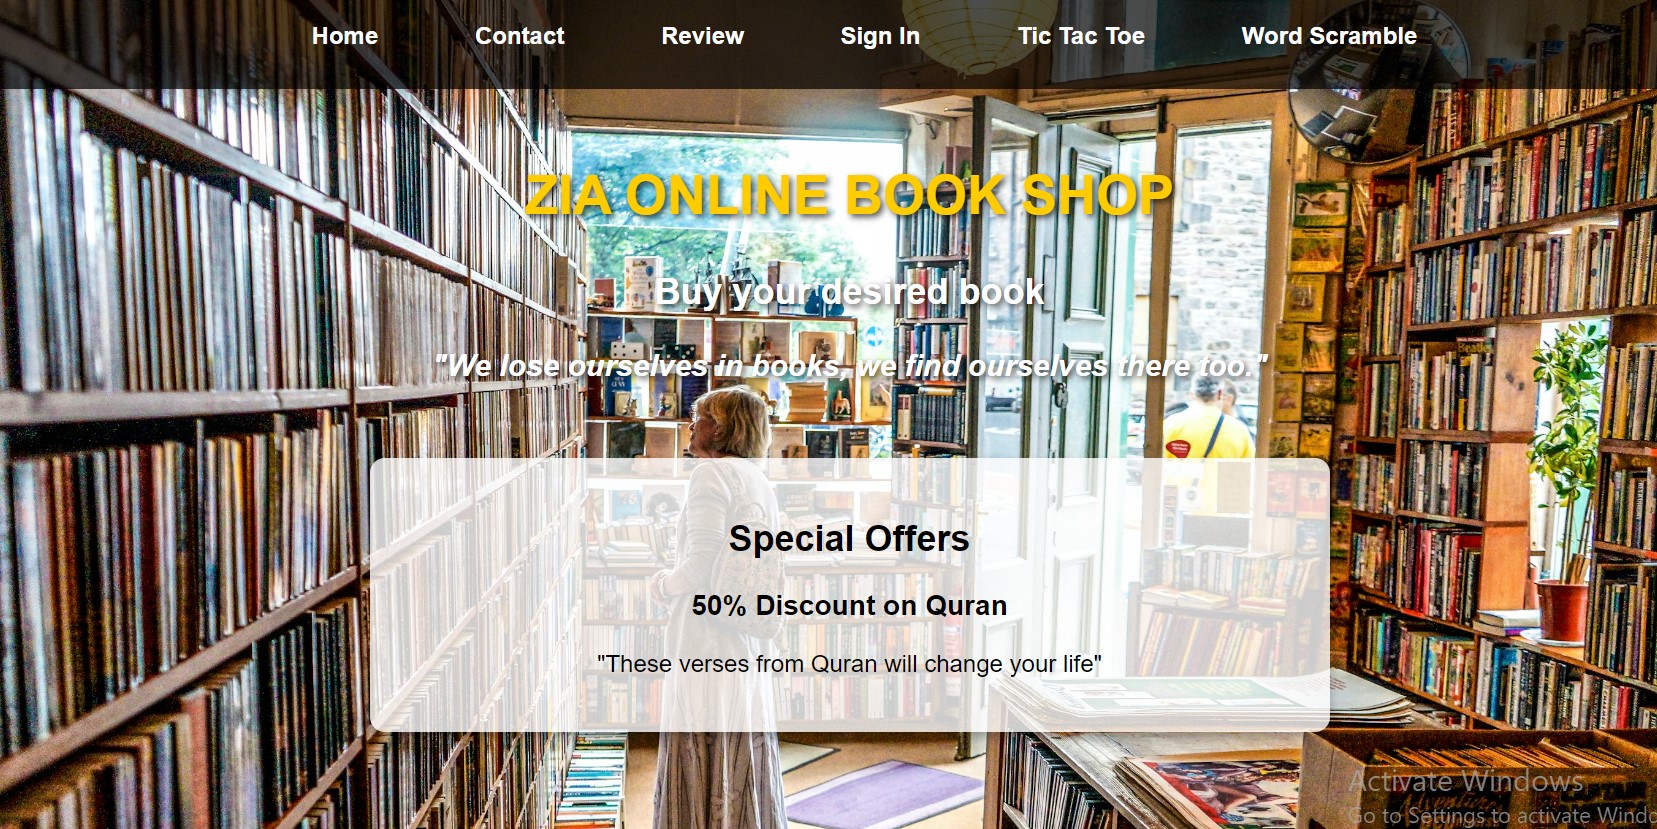 Home Contact Review Sign In Tic Tac Toe Word Scramble
ZIA ONLINE BOOK SHOP
Buy your desired book
"We lose ourselves in books, we find ourselves there too."
Special Offers
50% Discount on Quran
"These verses from Quran will change your life"
Activate Windows
Go to Settings to activate Windo